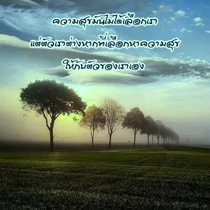 ความสุขมันไม่ได้เลือกเรา
แต่ตัวเราต่างหากที่เลือกหาความสุข
ให้กับตัวของเราเอง